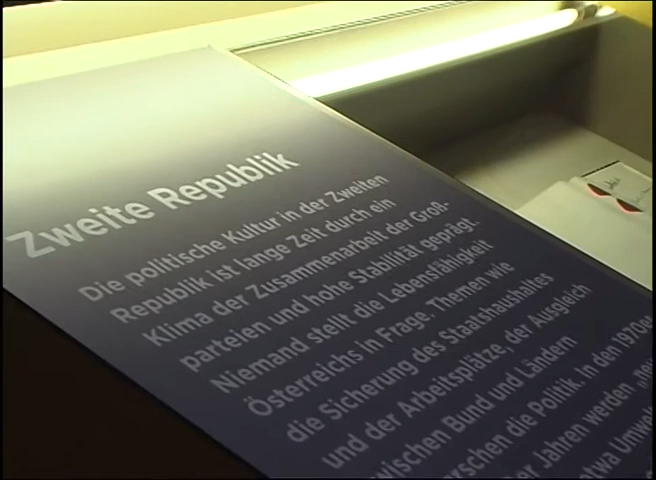 Zweite Republik
Die politische Kultur in der Zweiten
Republik ist lange Zeit durch ein
Klima der Zusammenarbeit der Groß-
parteien und hohe Stabilität geprägt.
Niemand stellt die Lebensfähigkeit
Österreichs in Frage. Themen wie
die Sicherung des Staatshaushaltes
und der Arbeitsplätze, der Ausgleich
zwischen Bund und Ländern
die Politik. In den 1970er
Jahren werden